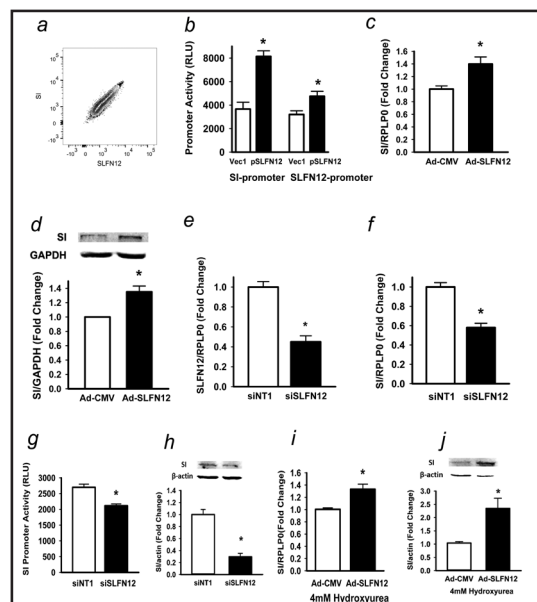 a
SI
10⁵
10⁴
10³
0
-10³ 0 10³ 10⁴ 10⁵
SLFN12
b
Promoter Activity (RLU)
8000
6000
4000
2000
0
*
*
Vec1 pSLFN12 Vec1 pSLFN12
SI-promoter SLFN12-promoter
c
SI/RPLP0 (Fold Change)
1.6
1.4
1.2
1.0
0.8
0.6
0.4
0.2
0.0
*
Ad-CMV Ad-SLFN12
d
SI
GAPDH
SI/GAPDH (Fold Change)
1.4
1.2
1.0
0.8
0.6
0.4
0.2
0.0
*
Ad-CMV Ad-SLFN12
e
SLFN12/RPLP0 (Fold Change)
1.0
0.8
0.6
0.4
0.2
0.0
*
siNT1 siSLFN12
f
SI/RPLP0 (Fold Change)
1.0
0.8
0.6
0.4
0.2
0.0
*
siNT1 siSLFN12
g
SI Promoter Activity (RLU)
3000
2500
2000
1500
1000
500
0
*
siNT1 siSLFN12
h
SI
β-actin
SI/actin (Fold Change)
1.4
1.2
1.0
0.8
0.6
0.4
0.2
0.0
*
siNT1 siSLFN12
i
SI/RPLP0(Fold Change)
1.6
1.4
1.2
1.0
0.8
0.6
0.4
0.2
0.0
*
Ad-CMV Ad-SLFN12
4mM Hydroxyurea
j
SI
β-actin
SI/actin (Fold Change)
3.0
2.5
2.0
1.5
1.0
0.5
0.0
*
Ad-CMV Ad-SLFN12
4mM Hydroxyurea